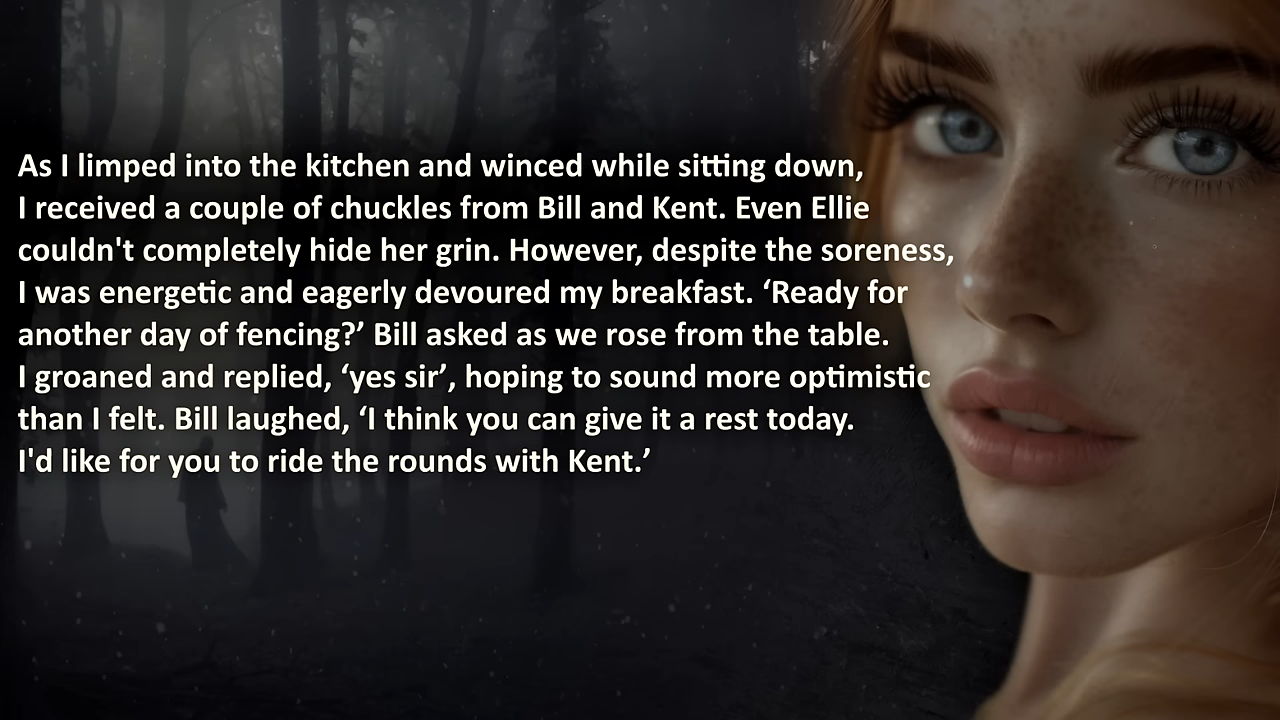 As I limped into the kitchen and winced while sitting down,
I received a couple of chuckles from Bill and Kent. Even Ellie
couldn't completely hide her grin. However, despite the soreness,
I was energetic and eagerly devoured my breakfast. ‘Ready for
another day of fencing?’ Bill asked as we rose from the table.
I groaned and replied, ‘yes sir’, hoping to sound more optimistic
than I felt. Bill laughed, ‘I think you can give it a rest today.
I'd like for you to ride the rounds with Kent.’